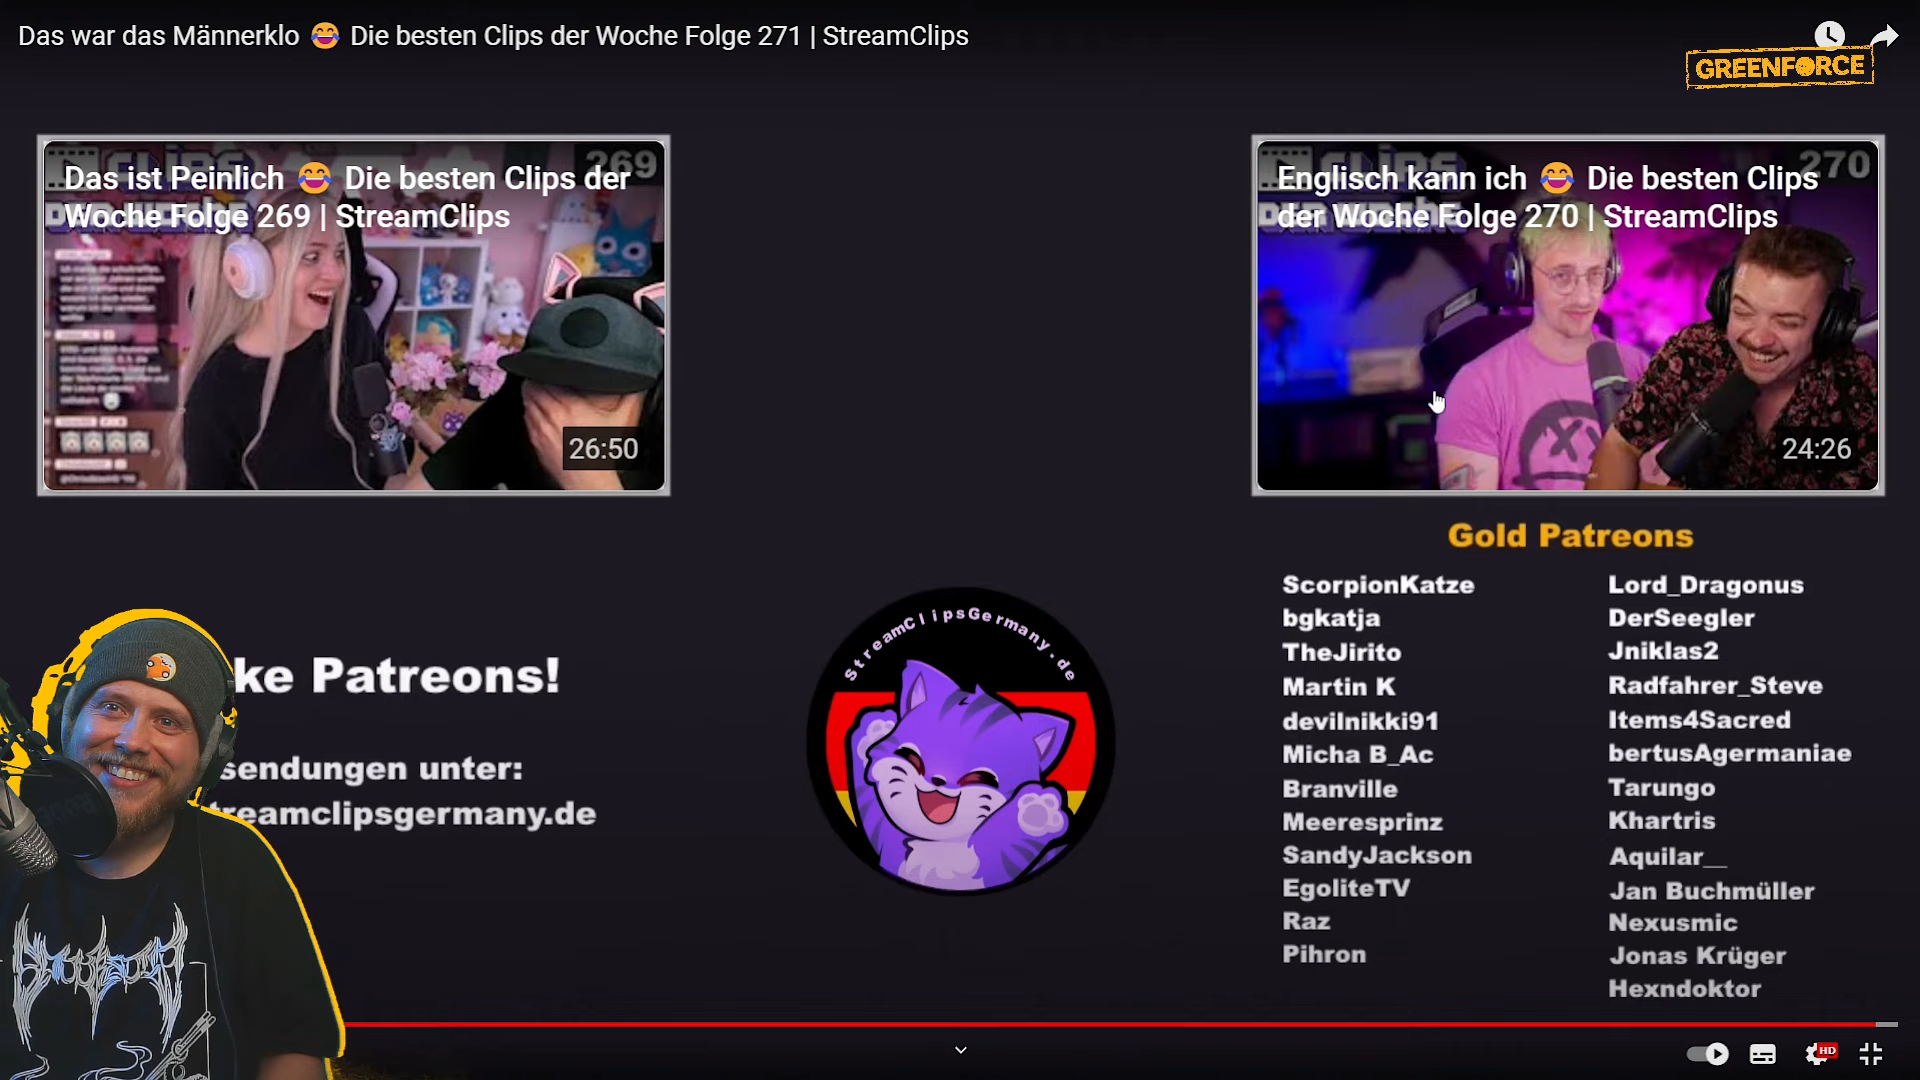 Das war das Männerklo 😂 Die besten Clips der Woche Folge 271 | StreamClips
GREENFORCE
269
Das ist Peinlich 😂 Die besten Clips der
Woche Folge 269 | StreamClips
26:50
270
Englisch kann ich 😂 Die besten Clips
der Woche Folge 270 | StreamClips
24:26
ke Patreons!
sendungen unter:
treamclipsgermany.de
StreamClipsGermany.de
Gold Patreons
ScorpionKatze
bgkatja
TheJirito
Martin K
devilnikki91
Micha B_Ac
Branville
Meeresprinz
SandyJackson
EgoliteTV
Raz
Pihron
Lord_Dragonus
DerSeegler
Jniklas2
Radfahrer_Steve
Items4Sacred
bertusAgermaniae
Tarungo
Khartris
Aquilar__
Jan Buchmüller
Nexusmic
Jonas Krüger
Hexndoktor
HD